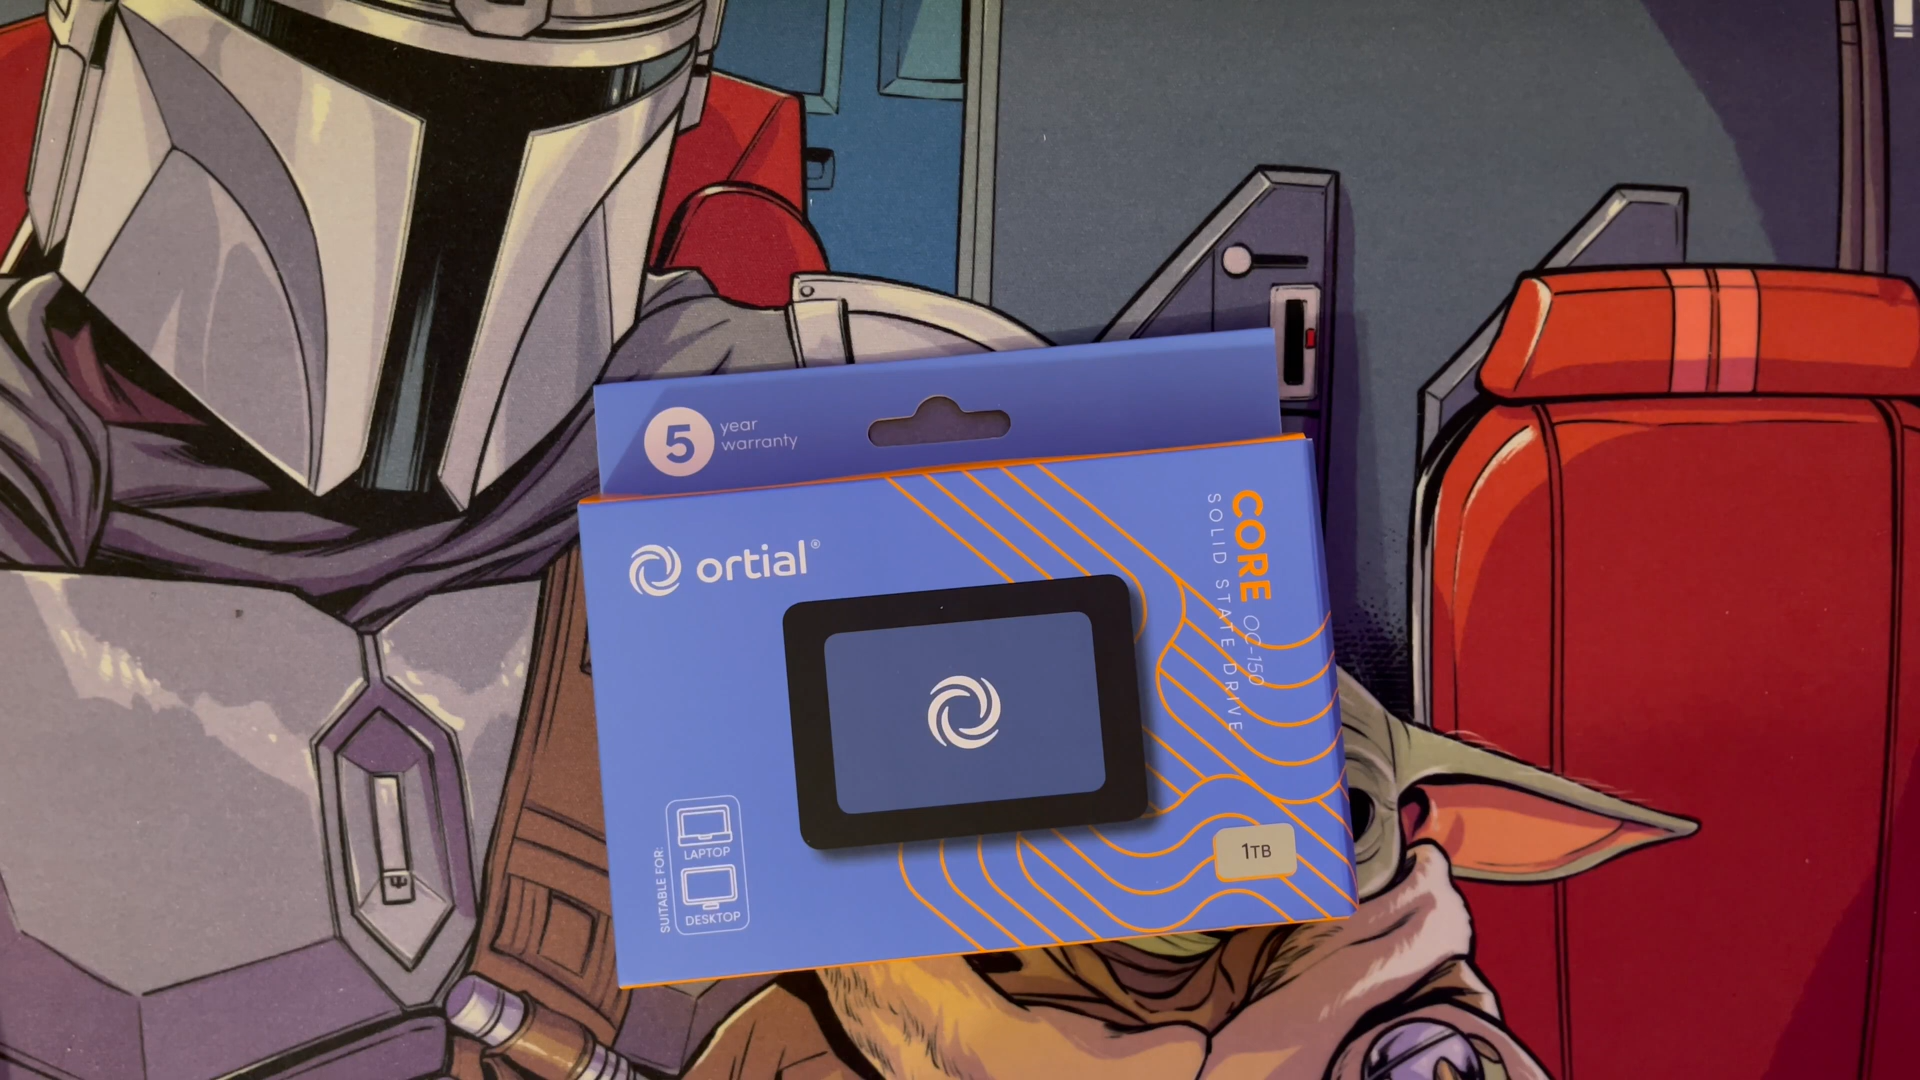 5
year
warranty
ortial®
CORE OC-150
SOLID STATE DRIVE
SUITABLE FOR:
LAPTOP
DESKTOP
1TB